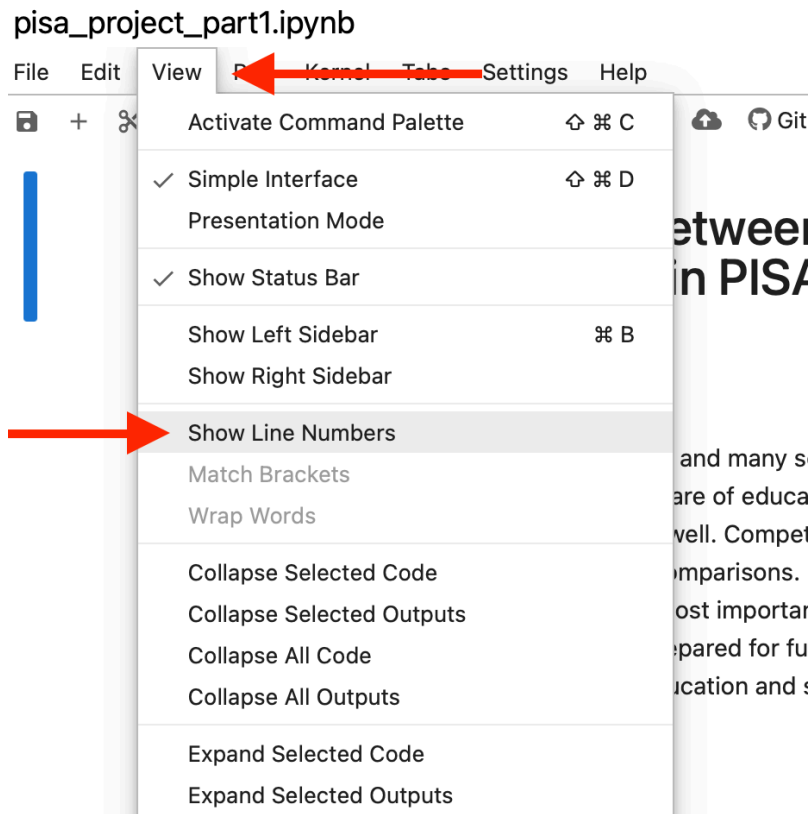 pisa_project_part1.ipynb
File Edit View Kernel Tabs Settings Help
Git
Activate Command Palette ⇧ ⌘ C
Simple Interface ⇧ ⌘ D
Presentation Mode
Show Status Bar
Show Left Sidebar ⌘ B
Show Right Sidebar
Show Line Numbers
Match Brackets
Wrap Words
Collapse Selected Code
Collapse Selected Outputs
Collapse All Code
Collapse All Outputs
Expand Selected Code
Expand Selected Outputs
etween
in PISA
and many s
are of educa
well. Compet
omparisons.
ost importar
epared for fu
ucation and s